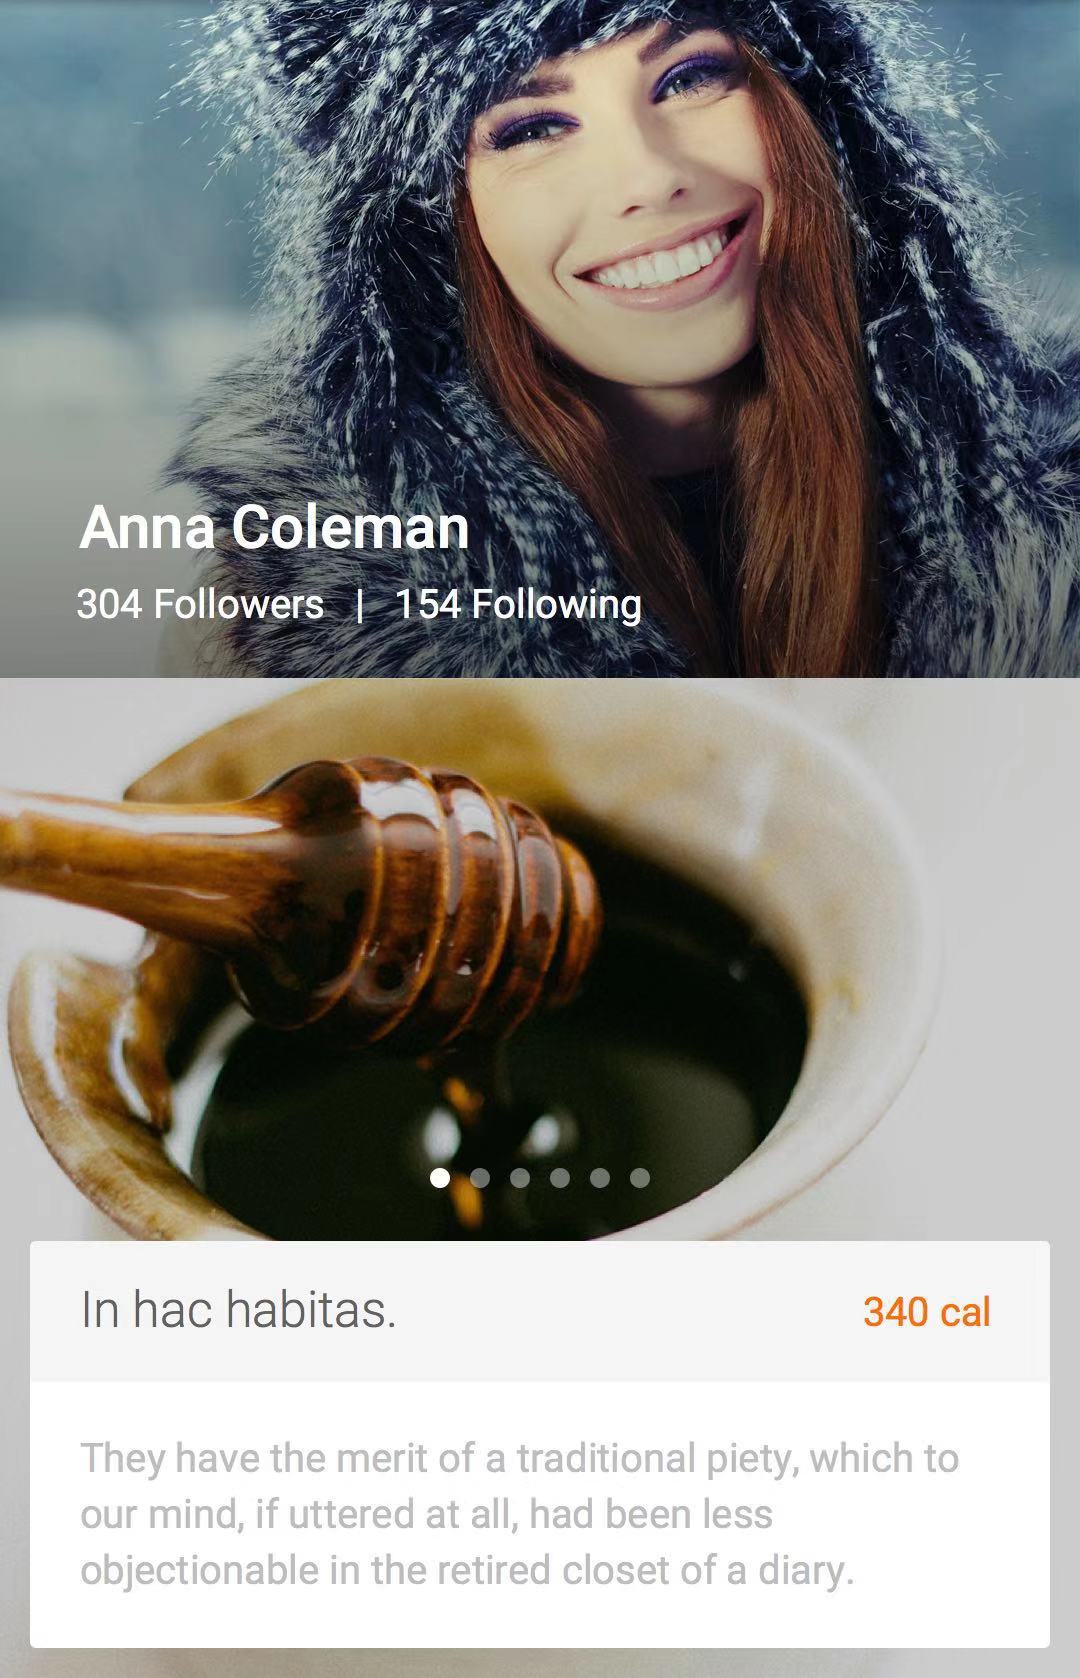 Anna Coleman
304 Followers | 154 Following
In hac habitas.
340 cal
They have the merit of a traditional piety, which to
our mind, if uttered at all, had been less
objectionable in the retired closet of a diary.